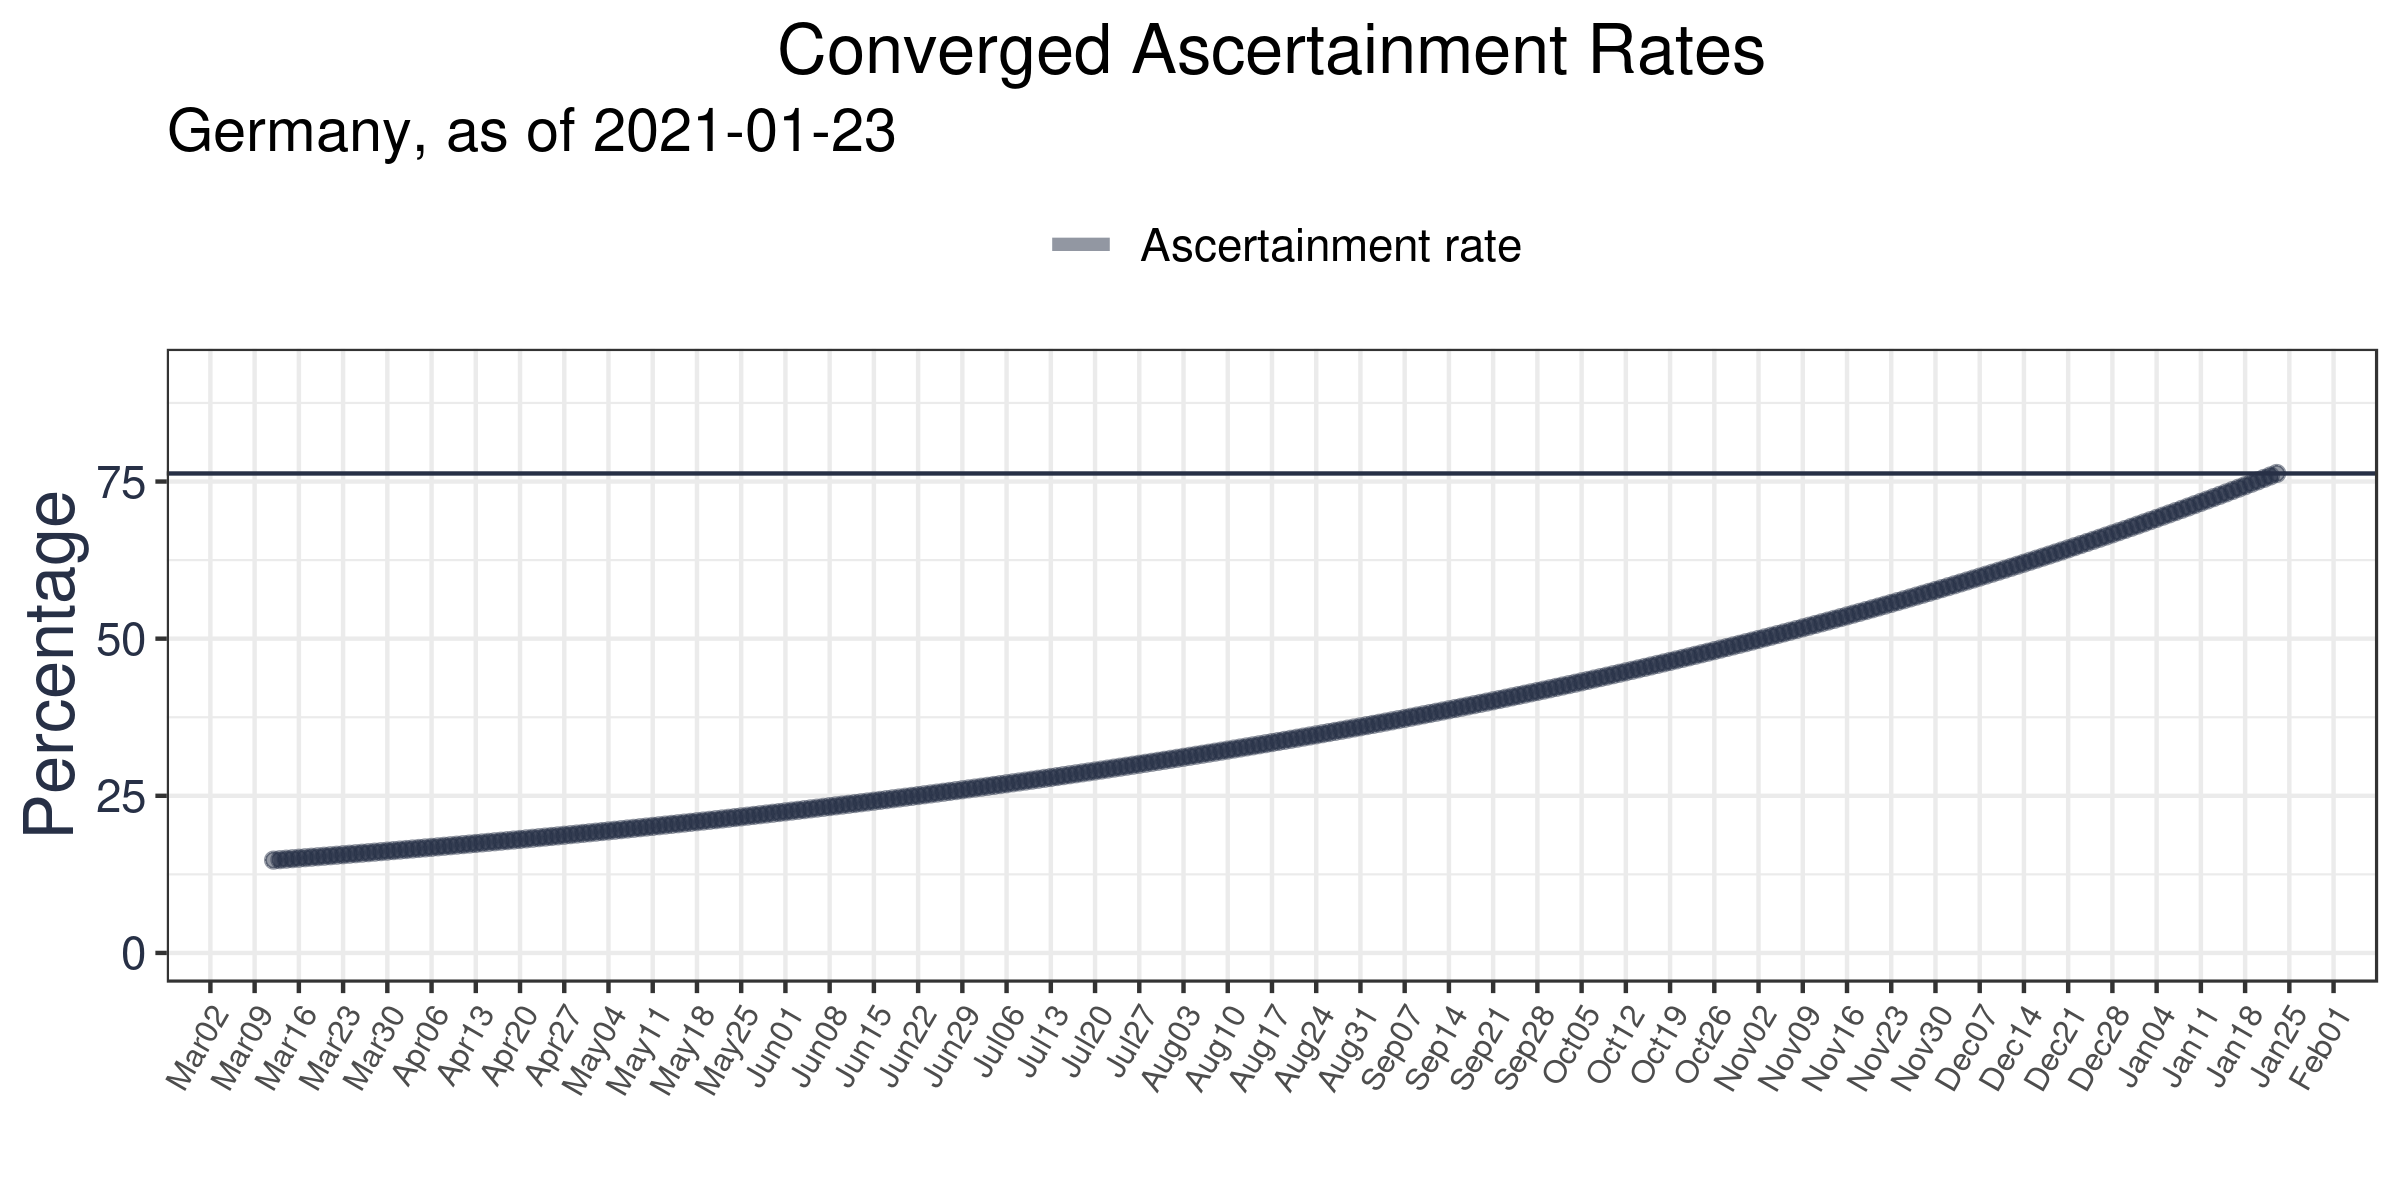 Converged Ascertainment Rates
Germany, as of 2021-01-23
Ascertainment rate
Percentage
75
50
25
0
Mar02 Mar09 Mar16 Mar23 Mar30 Apr06 Apr13 Apr20 Apr27 May04 May11 May18 May25 Jun01 Jun08 Jun15 Jun22 Jun29 Jul06 Jul13 Jul20 Jul27 Aug03 Aug10 Aug17 Aug24 Aug31 Sep07 Sep14 Sep21 Sep28 Oct05 Oct12 Oct19 Oct26 Nov02 Nov09 Nov16 Nov23 Nov30 Dec07 Dec14 Dec21 Dec28 Jan04 Jan11 Jan18 Jan25 Feb01